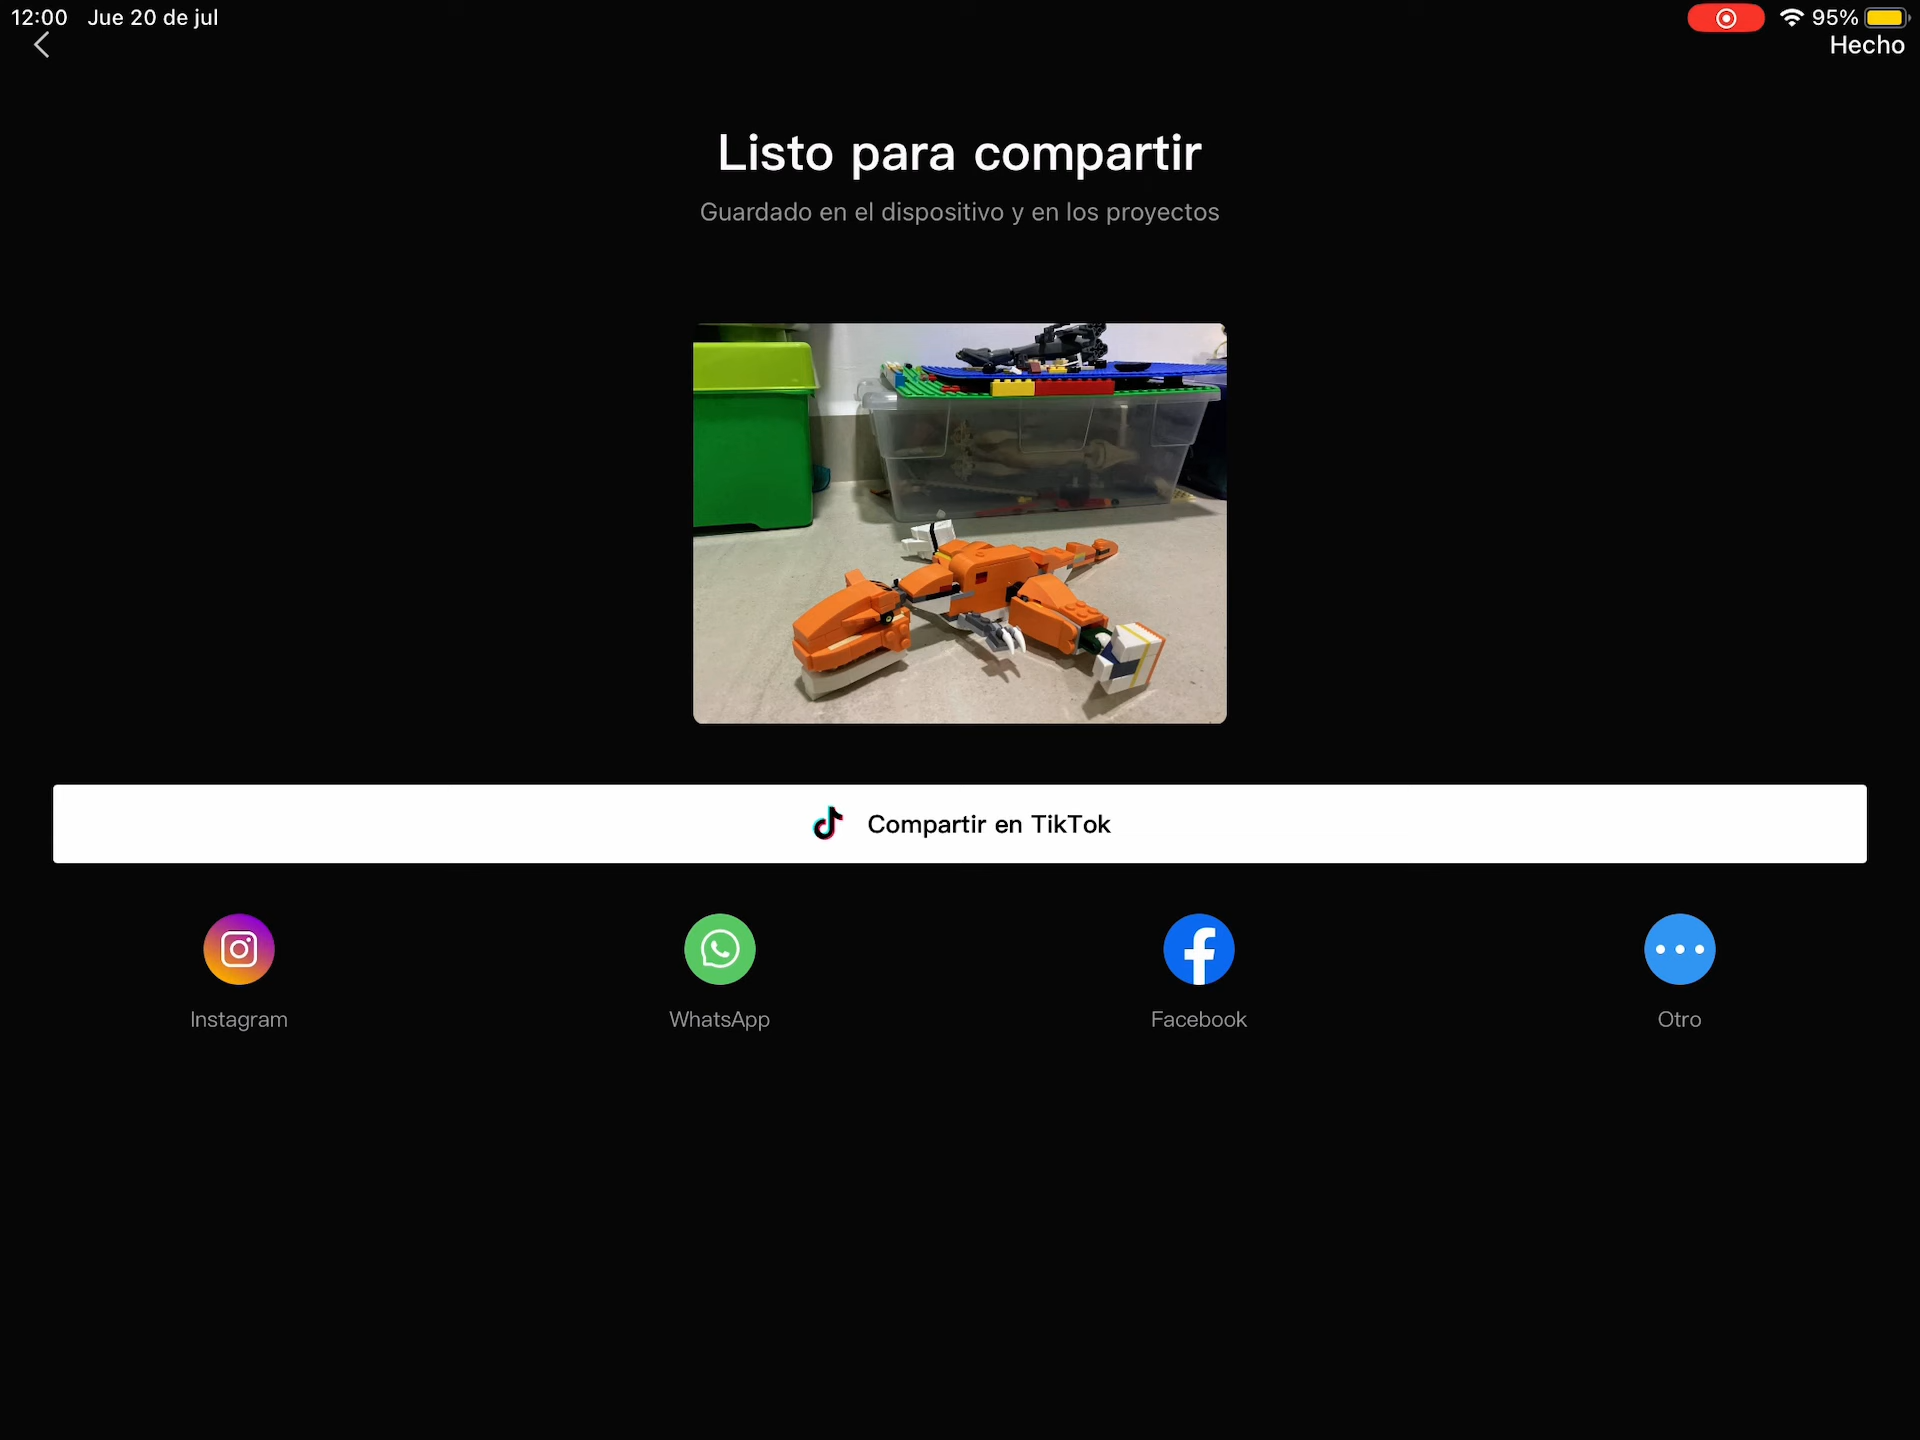 12:00 Jue 20 de jul
95%
Hecho
Listo para compartir
Guardado en el dispositivo y en los proyectos
Compartir en TikTok
Instagram
WhatsApp
Facebook
Otro